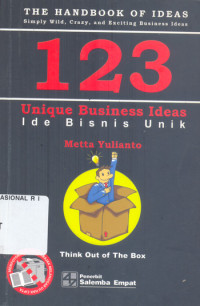 THE HANDBOOK OF IDEAS
Simply Wild, Crazy, and Exciting Business Ideas
123
Unique Business Ideas
Ide Bisnis Unik
Metta Yulianto
ASIONAL R I
T
Think Out of The Box
Penerbit
Salemba Empat